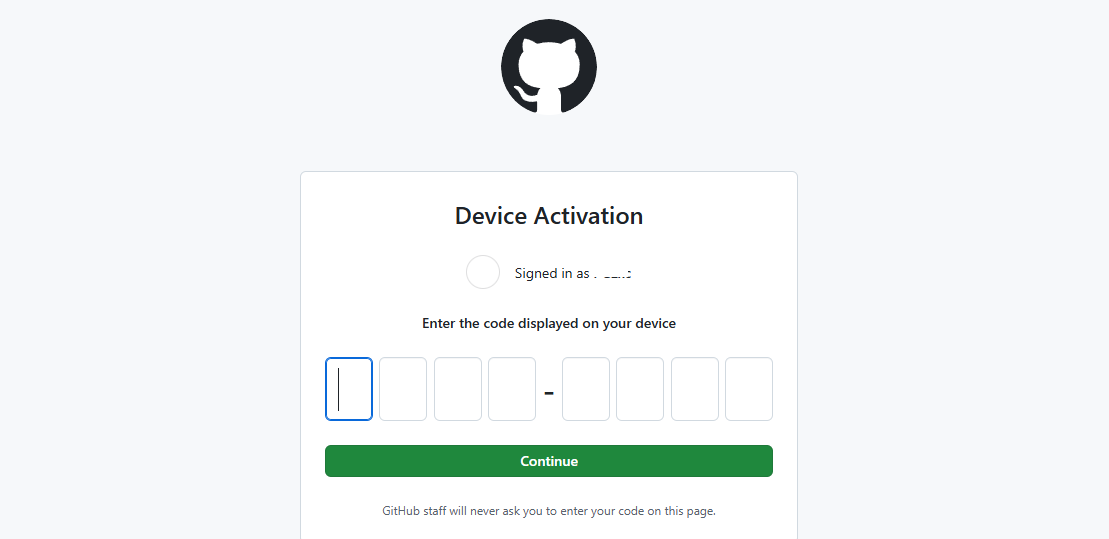 Device Activation
Signed in as
Enter the code displayed on your device
-
Continue
GitHub staff will never ask you to enter your code on this page.